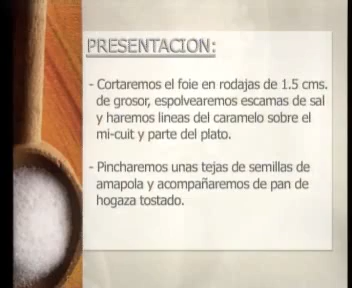 PRESENTACION:
- Cortaremos el foie en rodajas de 1.5 cms.
de grosor, espolvearemos escamas de sal
y haremos lineas del caramelo sobre el
mi-cuit y parte del plato.
- Pincharemos unas tejas de semillas de
amapola y acompañaremos de pan de
hogaza tostado.